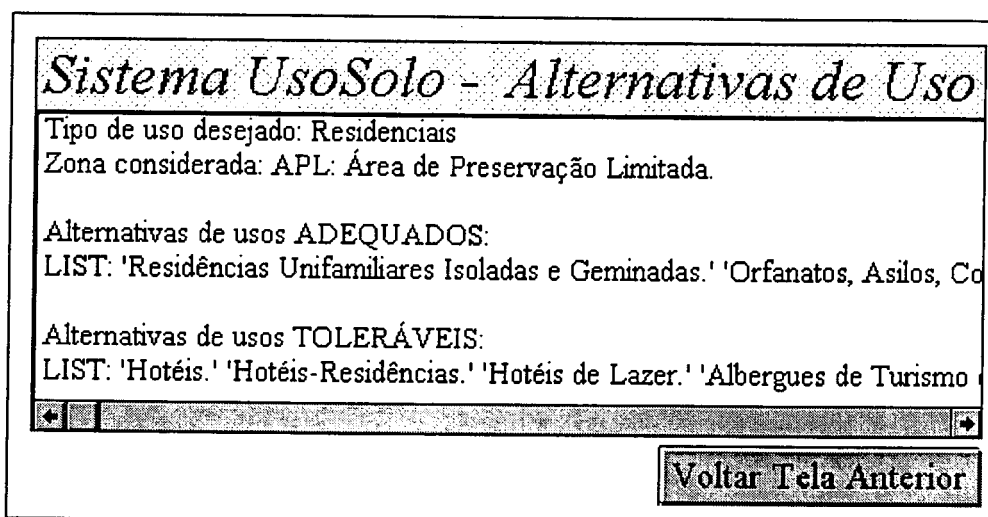 Sistema UsoSolo - Alternativas de Uso
Tipo de uso desejado: Residenciais
Zona considerada: APL: Área de Preservação Limitada.
Alternativas de usos ADEQUADOS:
LIST: 'Residências Unifamiliares Isoladas e Geminadas.' 'Orfanatos, Asilos, Co
Alternativas de usos TOLERÁVEIS:
LIST: 'Hotéis.' 'Hotéis-Residências.' 'Hotéis de Lazer.' 'Albergues de Turismo
Voltar Tela Anterior